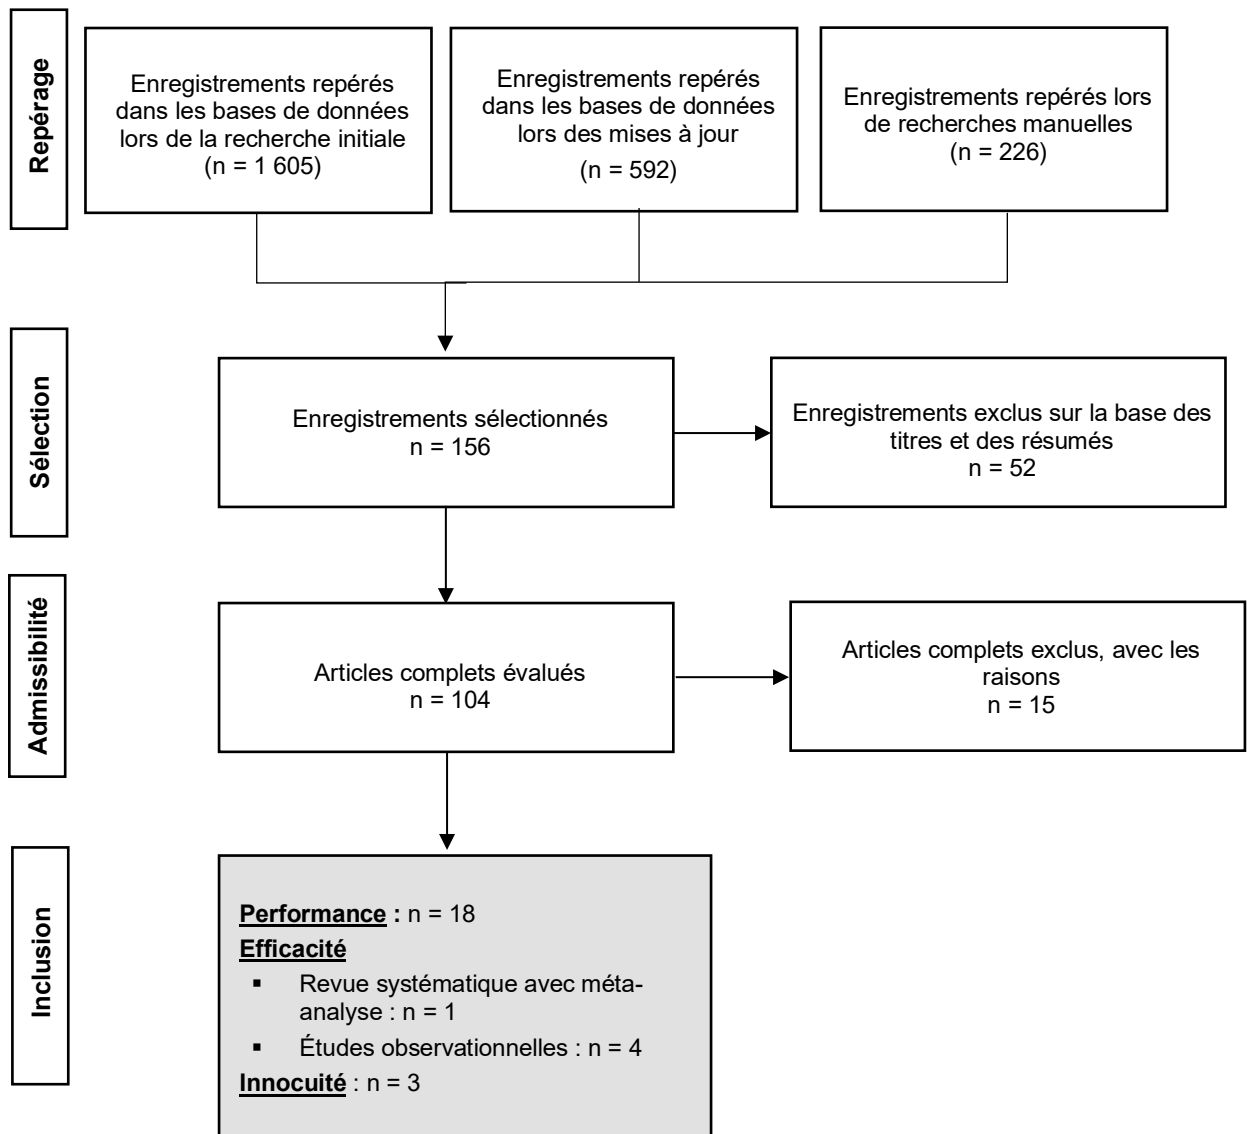 Repérage
Enregistrements repérés
dans les bases de données
lors de la recherche initiale
(n = 1 605)
Enregistrements repérés
dans les bases de données
lors des mises à jour
(n = 592)
Enregistrements repérés lors
de recherches manuelles
(n = 226)
Sélection
Enregistrements sélectionnés
n = 156
Enregistrements exclus sur la base des
titres et des résumés
n = 52
Admissibilité
Articles complets évalués
n = 104
Articles complets exclus, avec les
raisons
n = 15
Inclusion
Performance : n = 18
Efficacité
▪ Revue systématique avec méta-
analyse : n = 1
▪ Études observationnelles : n = 4
Innocuité : n = 3